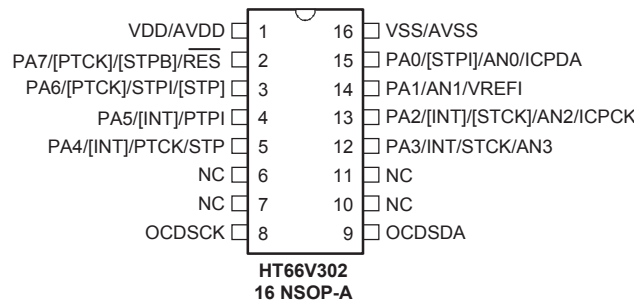 VDD/AVDD 1 16 VSS/AVSS
PA7/[PTCK]/[STPB]/RES 2 15 PA0/[STPI]/AN0/ICPDA
PA6/[PTCK]/STPI/[STP] 3 14 PA1/AN1/VREFI
PA5/[INT]/PTPI 4 13 PA2/[INT]/[STCK]/AN2/ICPCK
PA4/[INT]/PTCK/STP 5 12 PA3/INT/STCK/AN3
NC 6 11 NC
NC 7 10 NC
OCDSCK 8 9 OCDSDA
HT66V302
16 NSOP-A